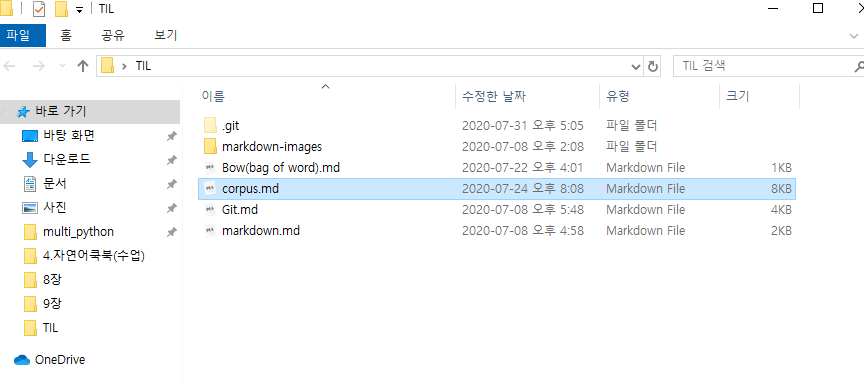 TIL
파일 홈 공유 보기
TIL TIL 검색
이름 수정한 날짜 유형 크기
바로 가기
바탕 화면
다운로드
문서
사진
multi_python
4.자연어쿡북(수업)
8장
9장
TIL
OneDrive
.git 2020-07-31 오후 5:05 파일 폴더
markdown-images 2020-07-08 오후 2:08 파일 폴더
Bow(bag of word).md 2020-07-22 오후 4:01 Markdown File 1KB
corpus.md 2020-07-24 오후 8:08 Markdown File 8KB
Git.md 2020-07-08 오후 5:48 Markdown File 4KB
markdown.md 2020-07-08 오후 4:58 Markdown File 2KB